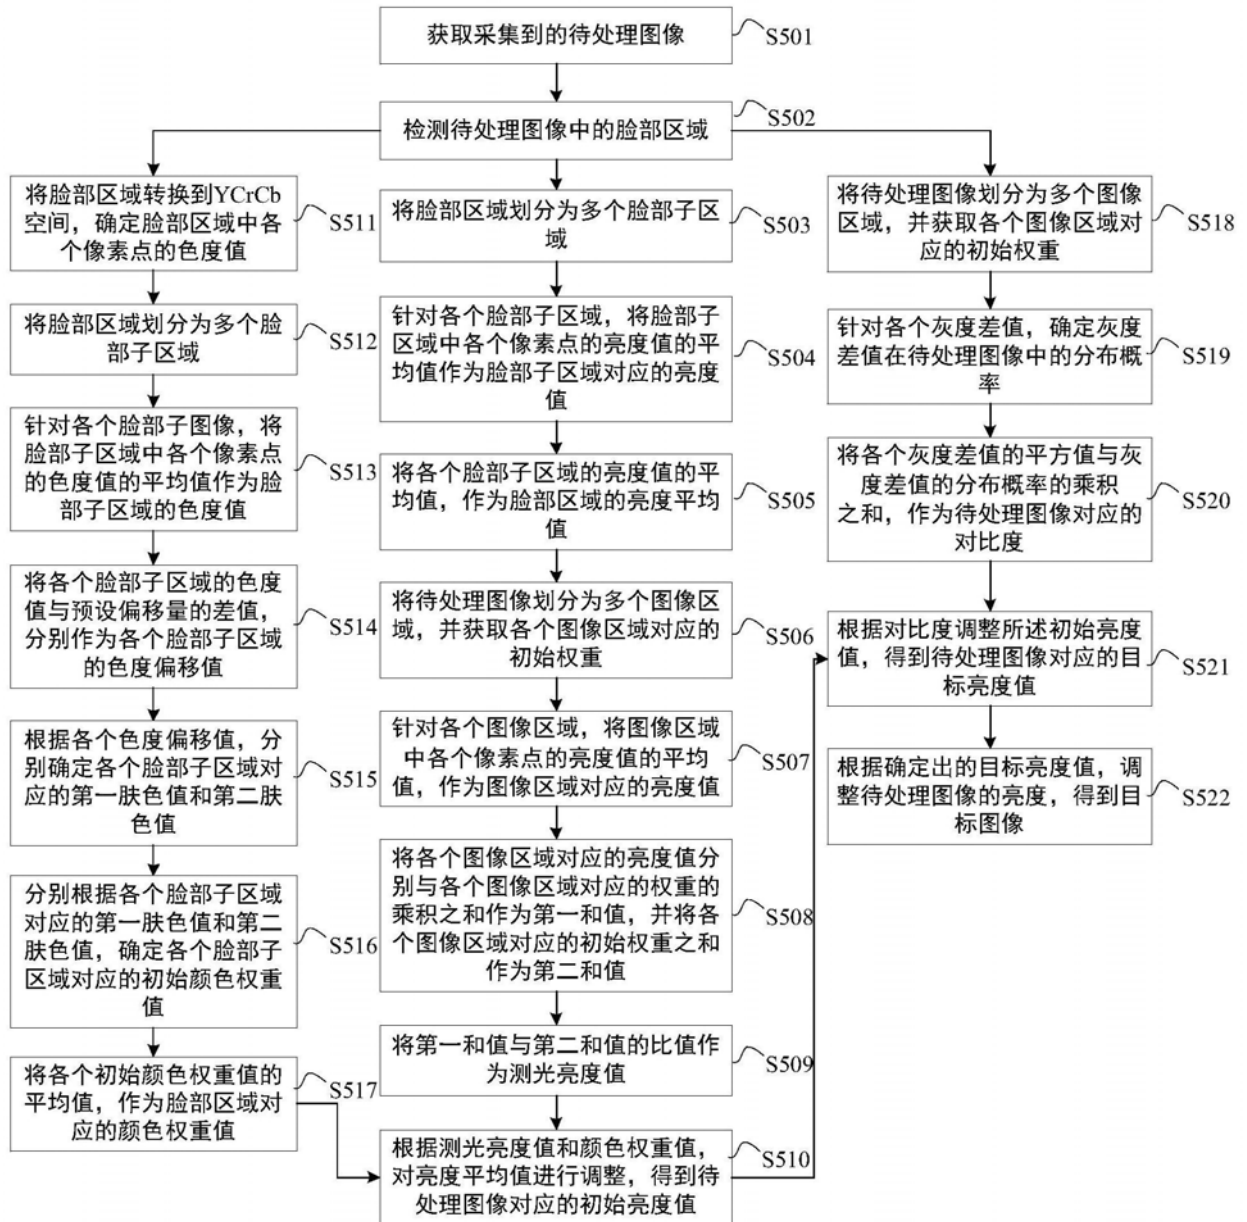 获取采集到的待处理图像
S501
检测待处理图像中的脸部区域
S502
将脸部区域转换到YCrCb
空间，确定脸部区域中各
个像素点的色度值
S511
将脸部区域划分为多个脸
部子区域
S512
针对各个脸部子图像，将
脸部子区域中各个像素点
的色度值的平均值作为脸
部子区域的色度值
S513
将各个脸部子区域的色度
值与预设偏移量的差值，
分别作为各个脸部子区域
的色度偏移值
S514
根据各个色度偏移值，分
别确定各个脸部子区域对
应的第一肤色值和第二肤
色值
S515
分别根据各个脸部子区域
对应的第一肤色值和第二
肤色值，确定各个脸部子
区域对应的初始颜色权重
值
S516
将各个初始颜色权重值的
平均值，作为脸部区域对
应的颜色权重值
S517
将脸部区域划分为多个脸部子区
域
S503
针对各个脸部子区域，将脸部子
区域中各个像素点的亮度值的平
均值作为脸部子区域对应的亮度
值
S504
将各个脸部子区域的亮度值的平
均值，作为脸部区域的亮度平均
值
S505
将待处理图像划分为多个图像区
域，并获取各个图像区域对应的
初始权重
S506
针对各个图像区域，将图像区域
中各个像素点的亮度值的平均
值，作为图像区域对应的亮度值
S507
将各个图像区域对应的亮度值分
别与各个图像区域对应的权重的
乘积之和作为第一和值，并将各
个图像区域对应的初始权重之和
作为第二和值
S508
将第一和值与第二和值的比值作
为测光亮度值
S509
根据测光亮度值和颜色权重值，
对亮度平均值进行调整，得到待
处理图像对应的初始亮度值
S510
将待处理图像划分为多个图像
区域，并获取各个图像区域对
应的初始权重
S518
针对各个灰度差值，确定灰度
差值在待处理图像中的分布概
率
S519
将各个灰度差值的平方值与灰
度差值的分布概率的乘积
之和，作为待处理图像对应的
对比度
S520
根据对比度调整所述初始亮度
值，得到待处理图像对应的目
标亮度值
S521
根据确定出的目标亮度值，调
整待处理图像的亮度，得到目
标图像
S522